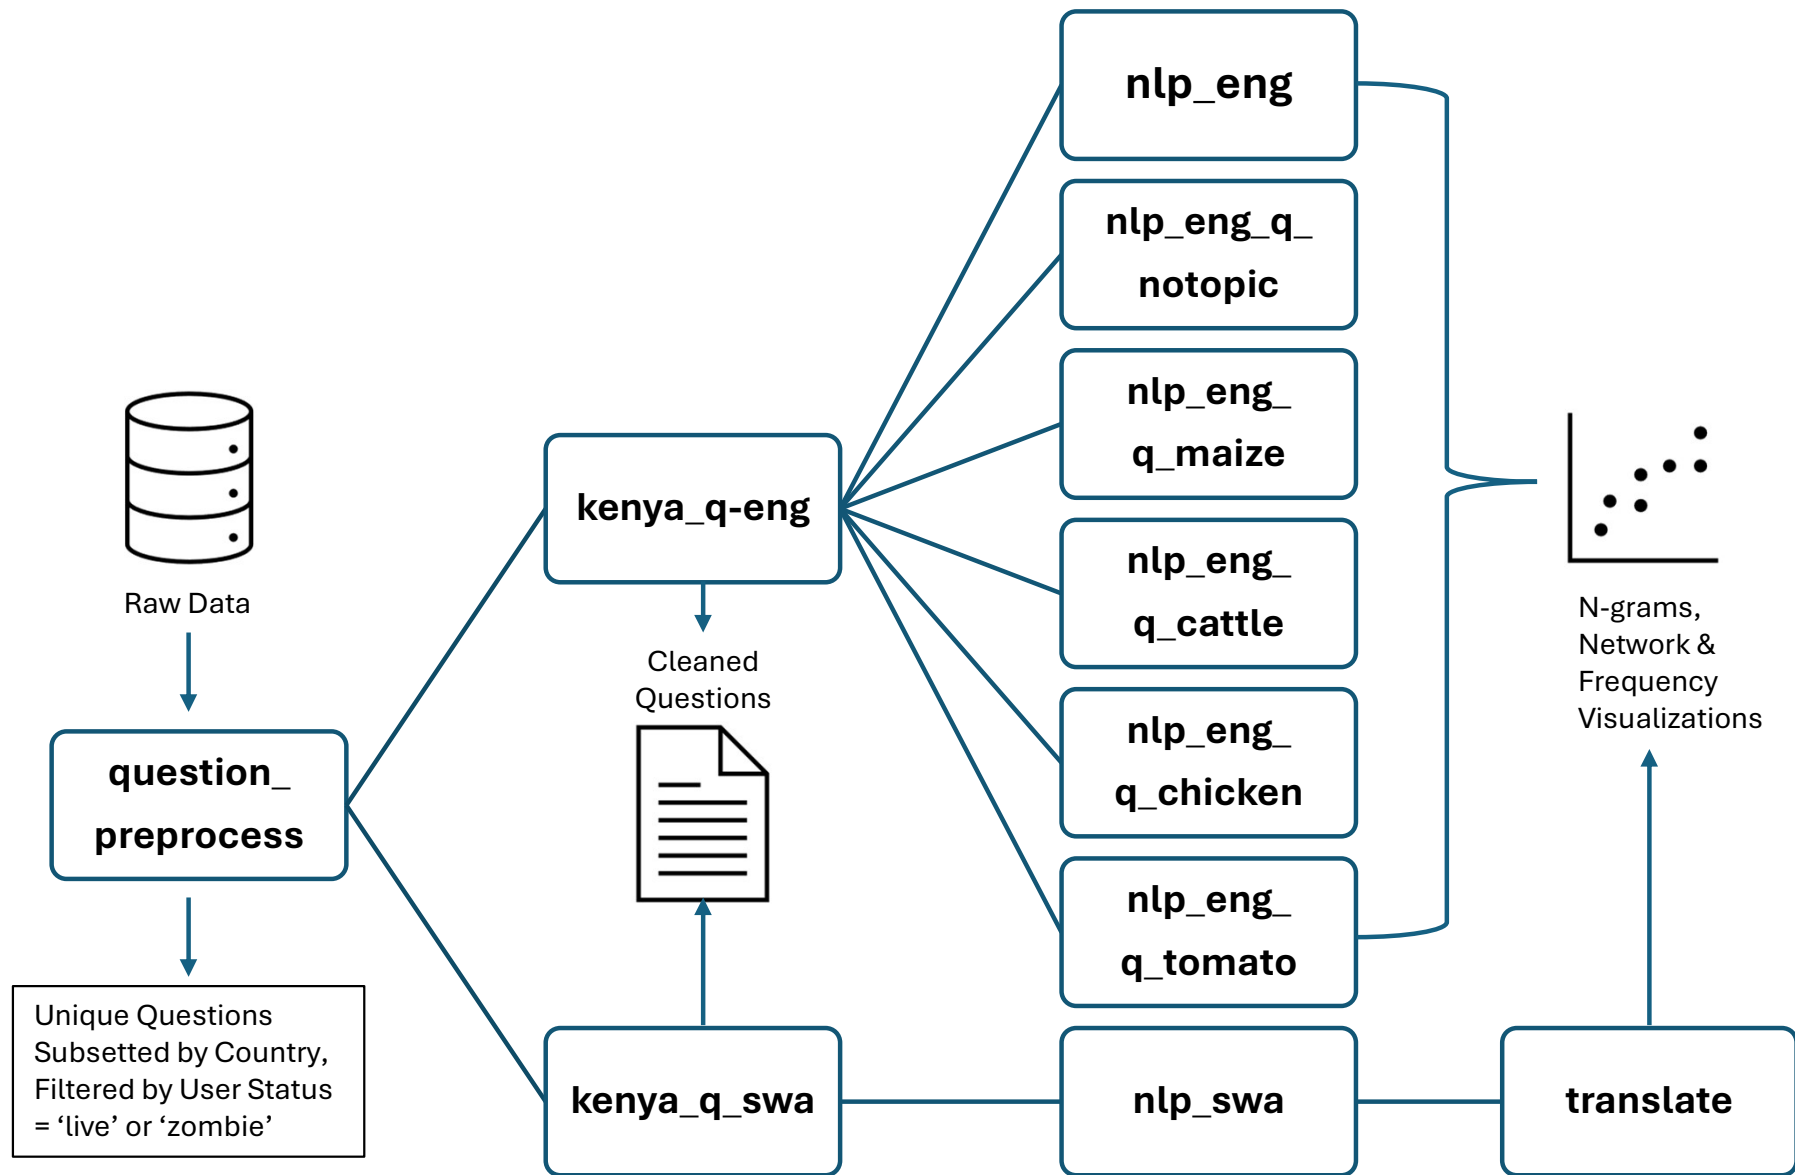 Raw Data
question_
preprocess
Unique Questions
Subsetted by Country,
Filtered by User Status
= ‘live’ or ‘zombie’
kenya_q-eng
Cleaned
Questions
kenya_q_swa
nlp_eng
nlp_eng_q_
notopic
nlp_eng_
q_maize
nlp_eng_
q_cattle
nlp_eng_
q_chicken
nlp_eng_
q_tomato
nlp_swa
N-grams,
Network &
Frequency
Visualizations
translate